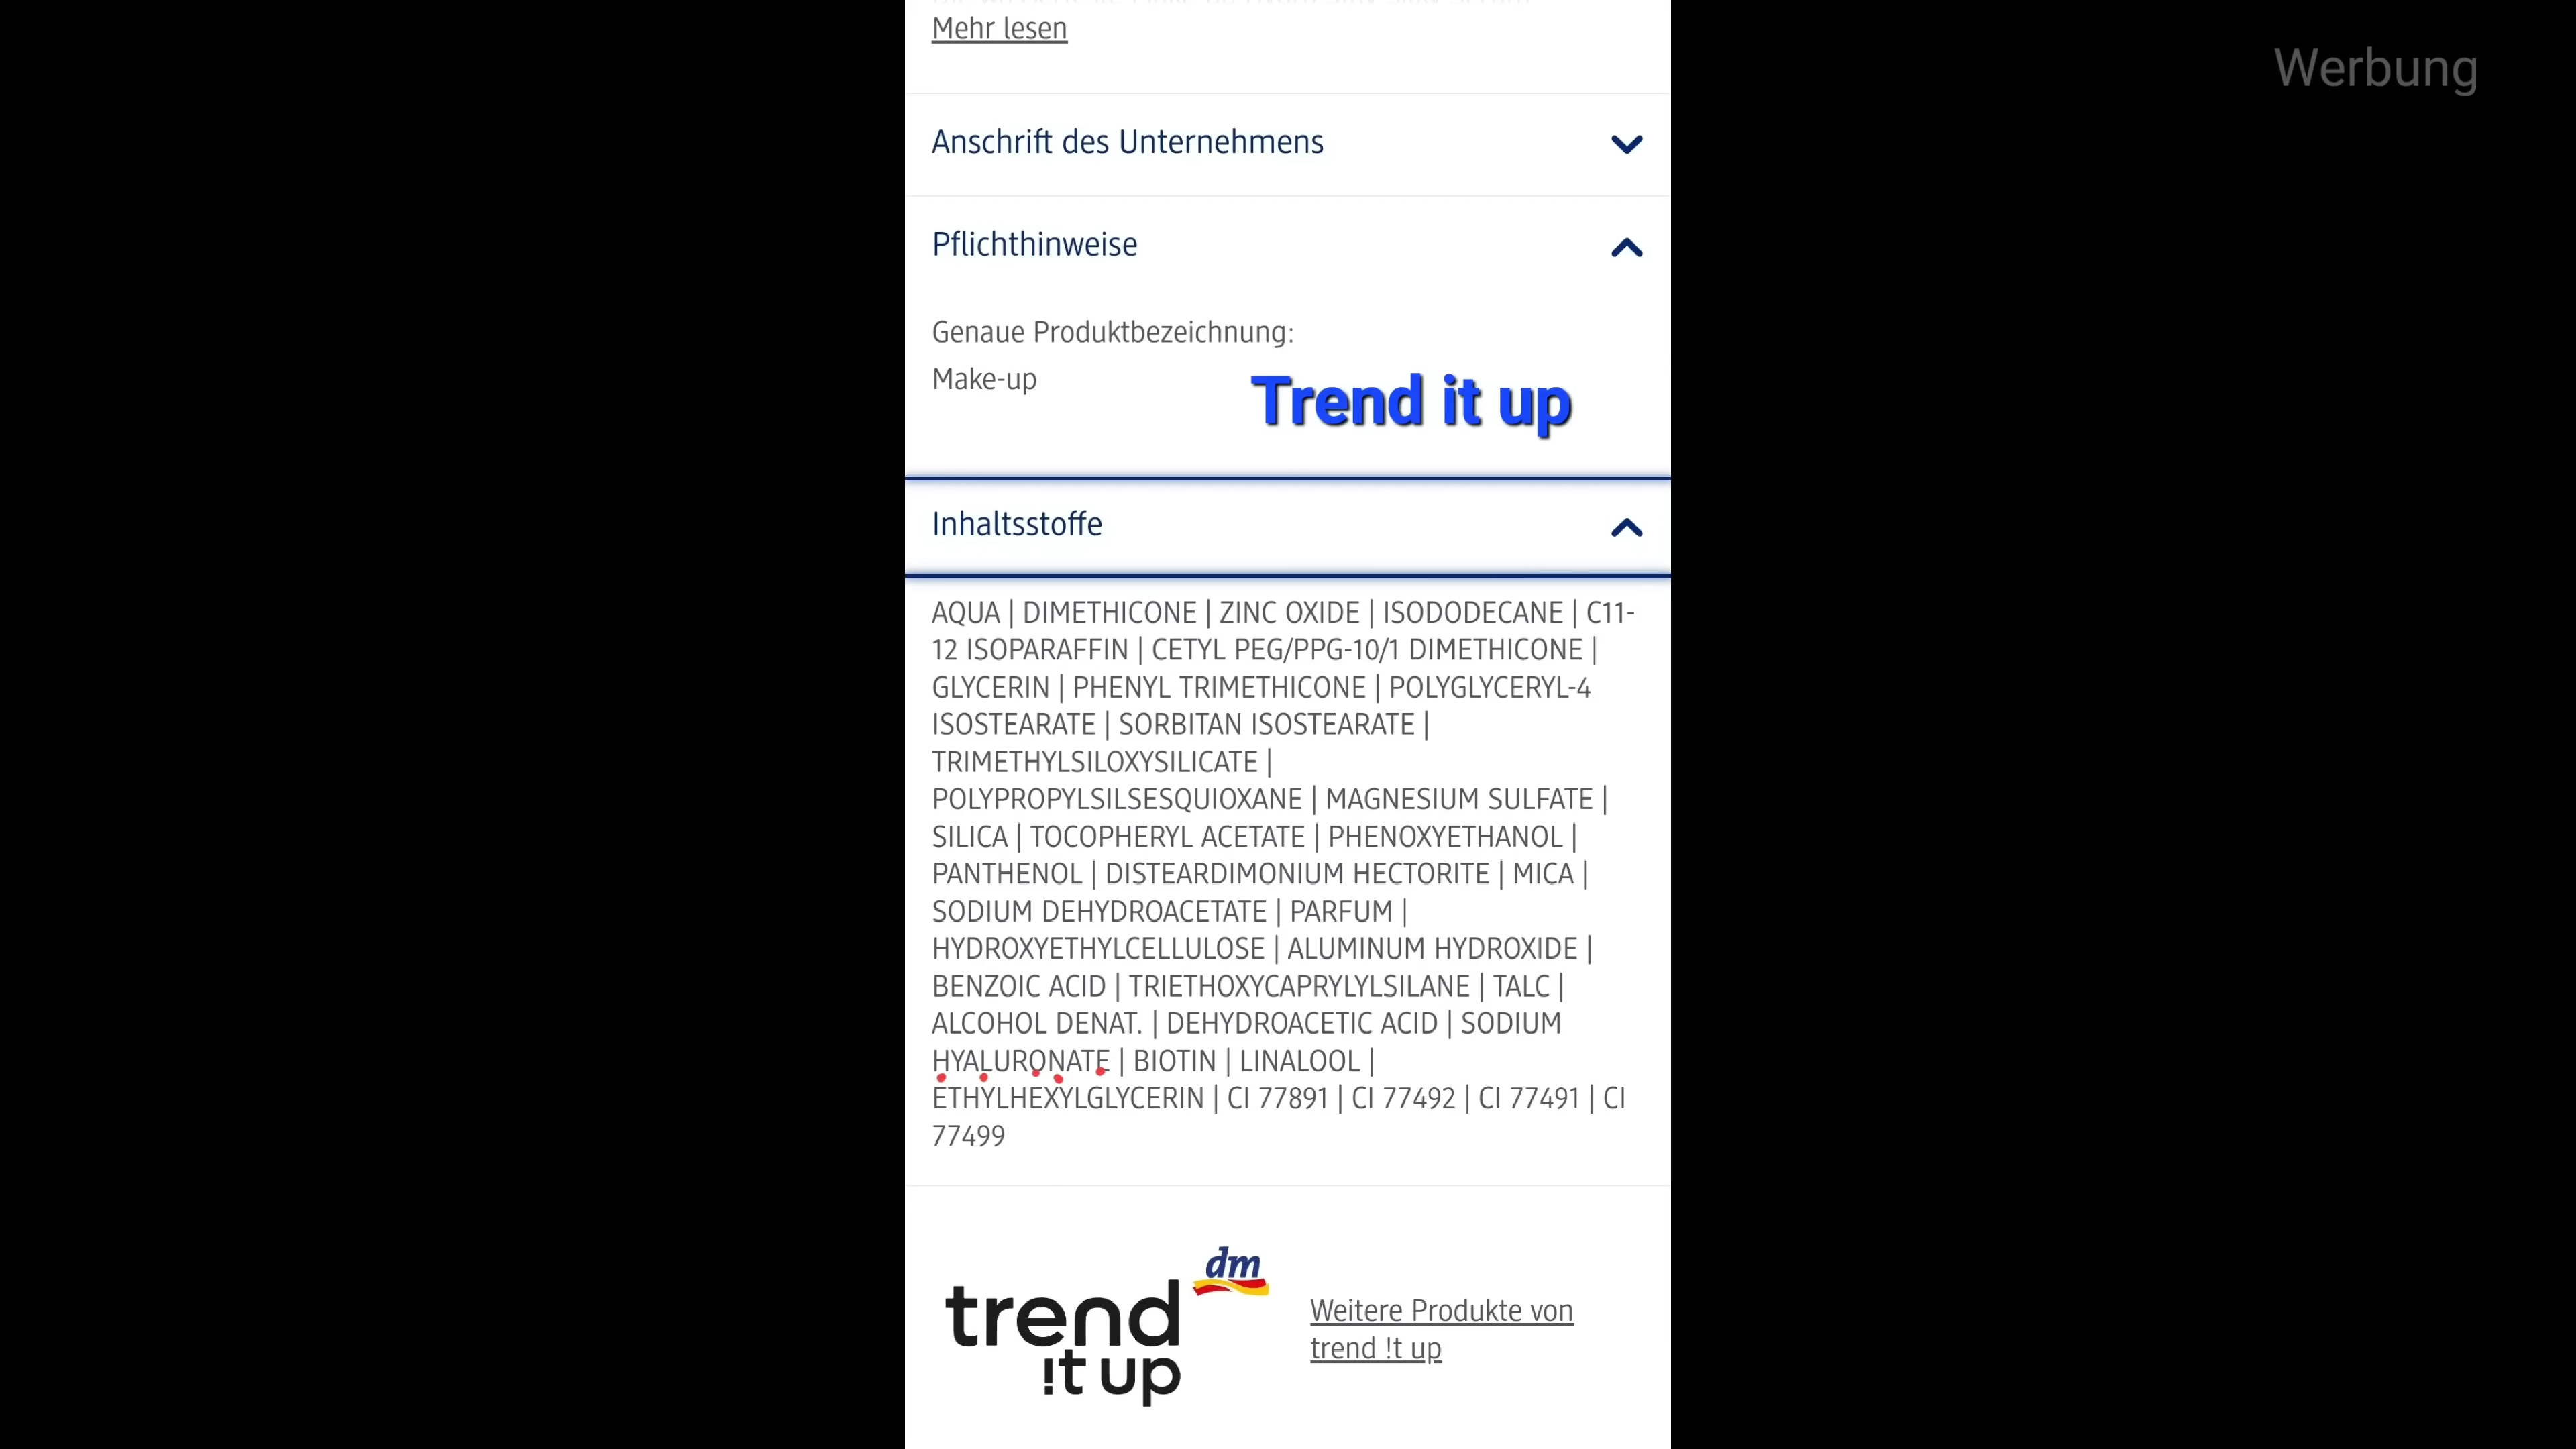 Mehr lesen
Werbung
Anschrift des Unternehmens
Pflichthinweise
Genaue Produktbezeichnung:
Make-up
Trend it up
Inhaltsstoffe
AQUA | DIMETHICONE | ZINC OXIDE | ISODODECANE | C11-
12 ISOPARAFFIN | CETYL PEG/PPG-10/1 DIMETHICONE |
GLYCERIN | PHENYL TRIMETHICONE | POLYGLYCERYL-4
ISOSTEARATE | SORBITAN ISOSTEARATE |
TRIMETHYLSILOXYSILICATE |
POLYPROPYLSILSESQUIOXANE | MAGNESIUM SULFATE |
SILICA | TOCOPHERYL ACETATE | PHENOXYETHANOL |
PANTHENOL | DISTEARDIMONIUM HECTORITE | MICA |
SODIUM DEHYDROACETATE | PARFUM |
HYDROXYETHYLCELLULOSE | ALUMINUM HYDROXIDE |
BENZOIC ACID | TRIETHOXYCAPRYLYLSILANE | TALC |
ALCOHOL DENAT. | DEHYDROACETIC ACID | SODIUM
HYALURONATE | BIOTIN | LINALOOL |
ETHYLHEXYLGLYCERIN | CI 77891 | CI 77492 | CI 77491 | CI
77499
dm
trend
!t up
Weitere Produkte von
trend !t up